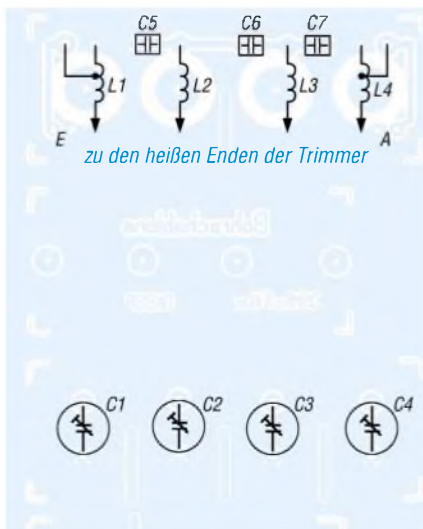 C5 C6 C7
L1 L2 L3 L4
E A
zu den heißen Enden der Trimmer
C1 C2 C3 C4